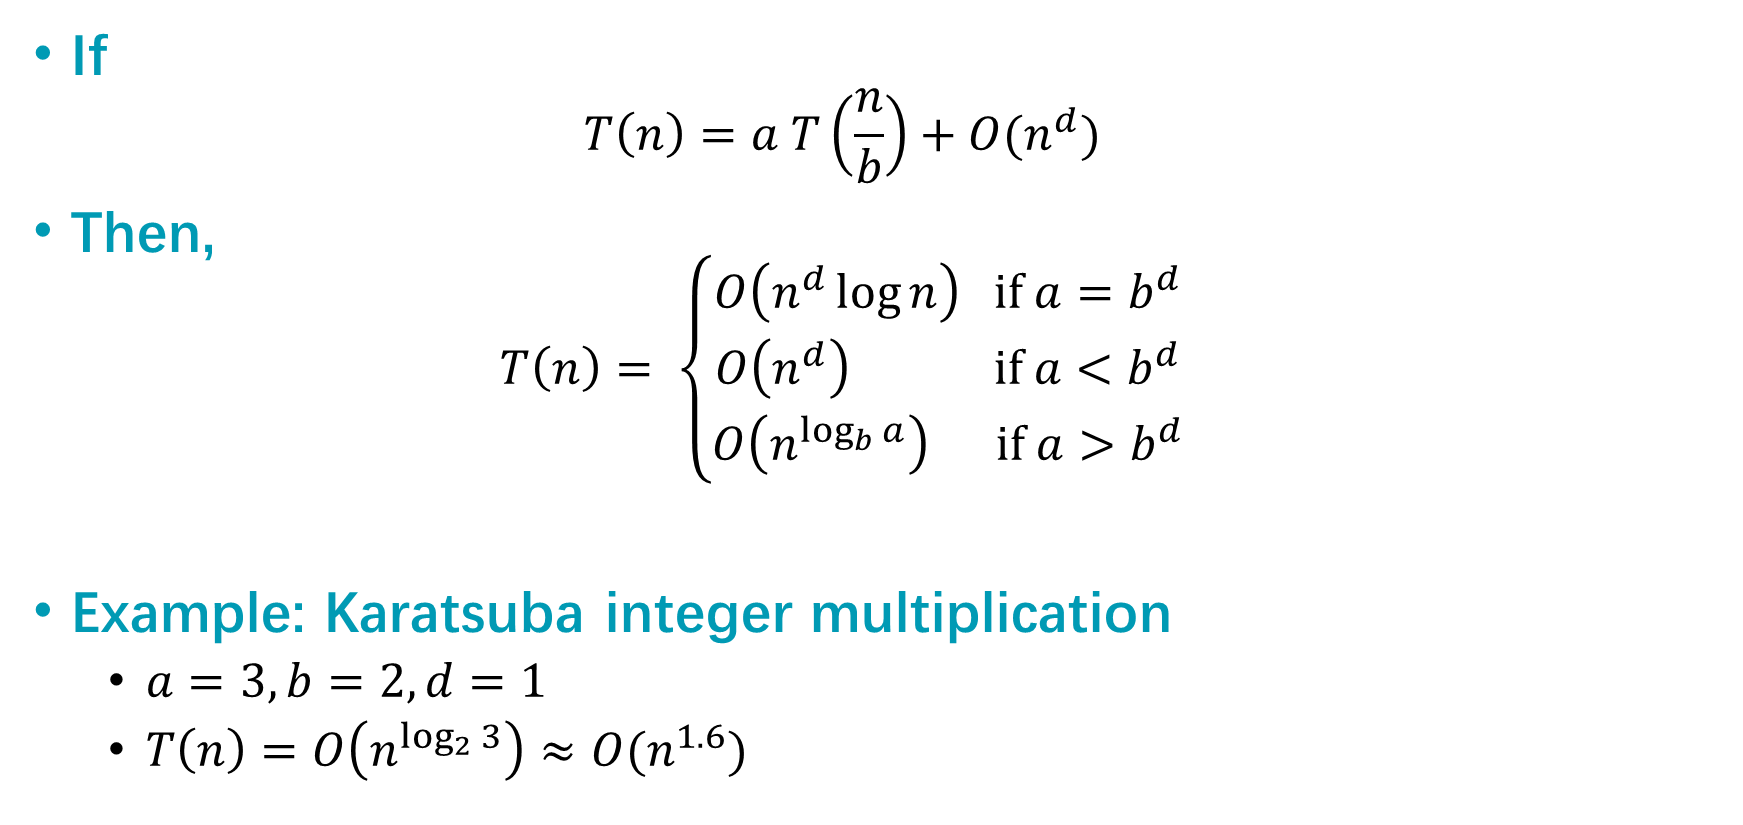 • If
T(n) = a T(n/b) + O(n^d)
• Then,
T(n) = { O(n^d log n) if a = b^d
O(n^d) if a < b^d
O(n^{log_b a}) if a > b^d
• Example: Karatsuba integer multiplication
• a = 3, b = 2, d = 1
• T(n) = O(n^{log_2 3}) ≈ O(n^{1.6})